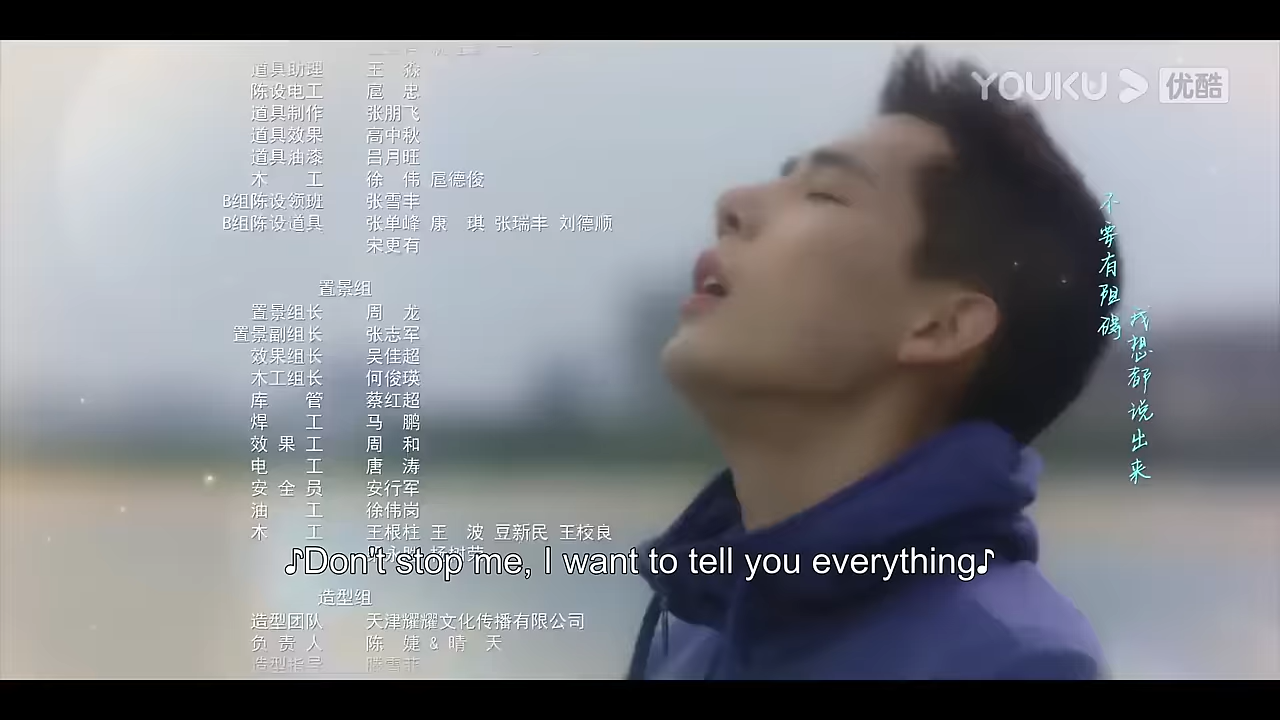 道具助理 王 淼
陈设电工 扈 忠
道具制作 张朋飞
道具效果 高中秋
道具油漆 吕月旺
木 工 徐 伟 扈德俊
B组陈设领班 张雪丰
B组陈设道具 张单峰 康 琪 张瑞丰 刘德顺
宋更有
置景组
置景组长 周 龙
置景副组长 张志军
效果组长 吴佳超
木工组长 何俊瑛
库 管 蔡红超
焊 工 马 鹏
效 果 工 周 和
电 工 唐 涛
安 全 员 安行军
油 工 徐伟岗
木 工 王根柱 王 波 豆新民 王校良
♪Don't stop me, I want to tell you everything♪
造型组
造型团队 天津耀耀文化传播有限公司
负 责 人 陈 婕 & 晴 天
造型指导
YOUKU 优酷
不要有阻碍
我想都说出来